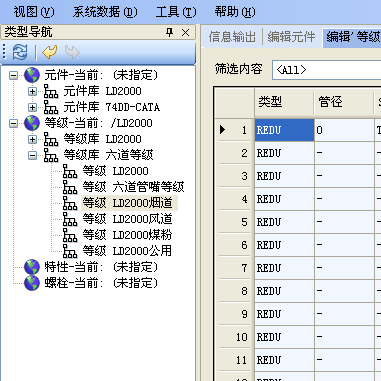 视图(V) 系统数据(D) 工具(T) 帮助(H)
类型导航
元件-当前: (未指定)
元件库 LD2000
元件库 74DD-CATA
等级-当前: /LD2000
等级库 LD2000
等级库 六道等级
等级 LD2000
等级 六道管嘴等级
等级 LD2000烟道
等级 LD2000风道
等级 LD2000煤粉
等级 LD2000公用
特性-当前: (未指定)
螺栓-当前: (未指定)
信息输出 编辑元件 编辑'等级
筛选内容 <All>
类型 管径 S
1 REDU 0 T
2 REDU - -
3 REDU - -
4 REDU - -
5 REDU - -
6 REDU - -
7 REDU - -
8 REDU - -
9 REDU - -
10 REDU - -
11 REDU - -